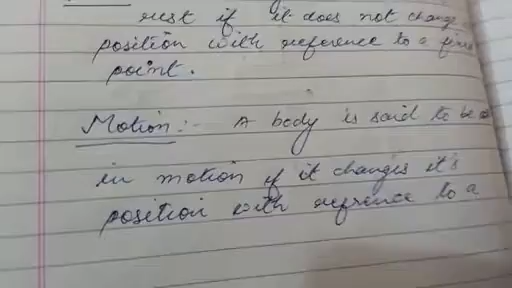 rest if it does not change
position with reference to a
point.
Motion:- A body is said to be
in motion if it changes it's
position with refrence to a